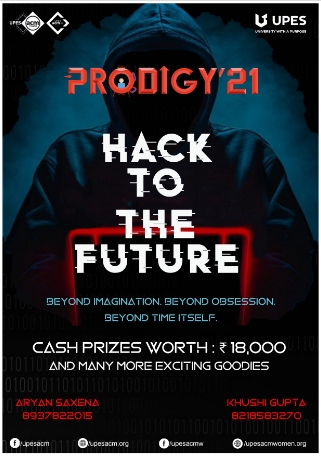 UPES acm
UPES
UNIVERSITY WITH A PURPOSE
PRODIGY'21
HACK
TO
THE
FUTURE
BEYOND IMAGINATION. BEYOND OBSESSION.
BEYOND TIME ITSELF.
CASH PRIZES WORTH : ₹ 18,000
AND MANY MORE EXCITING GOODIES
ARYAN SAXENA
8937822015
KHUSHI GUPTA
8218583270
/upesacm
/upesacm.org
/upesacmw
/upesacmwomen.org